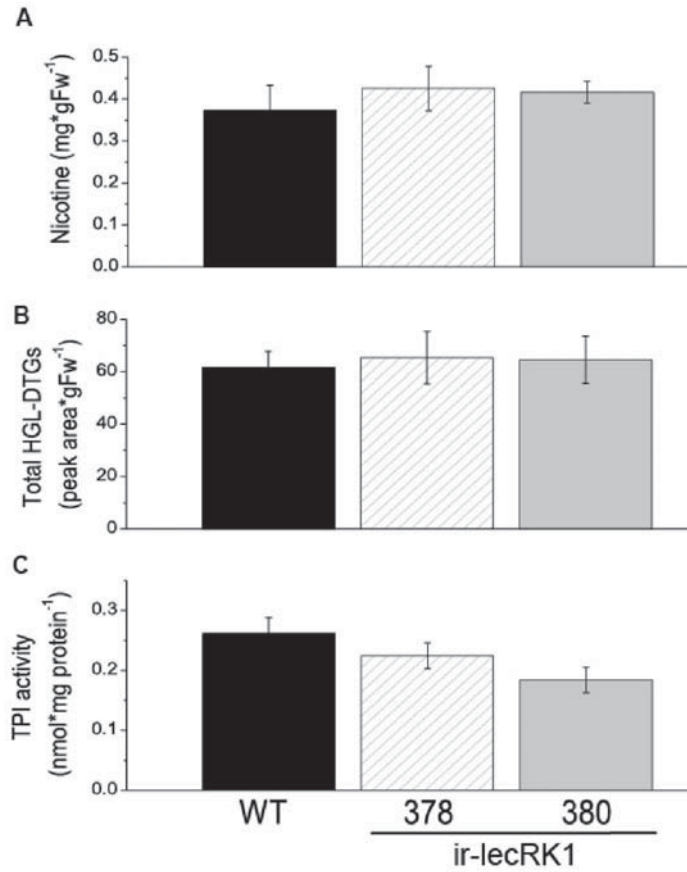 A
Nicotine (mg*gFw⁻¹)
0.5
0.4
0.3
0.2
0.1
0.0
B
Total HGL-DTGs
(peak area*gFw⁻¹)
80
60
40
20
0
C
TPI activity
(nmol*mg protein⁻¹)
0.3
0.2
0.1
0.0
WT 378 380
ir-lecRK1